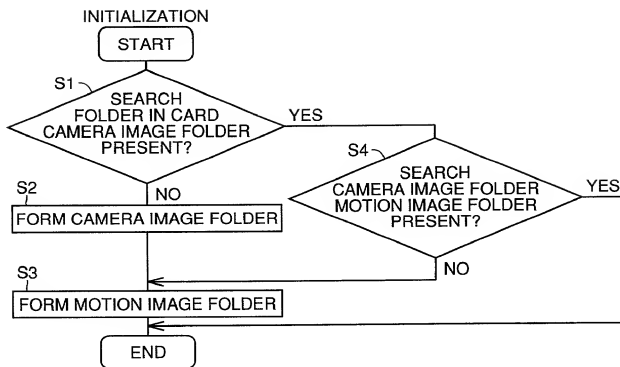 INITIALIZATION
START
S1
SEARCH
FOLDER IN CARD
CAMERA IMAGE FOLDER
PRESENT?
YES
S4
SEARCH
CAMERA IMAGE FOLDER
MOTION IMAGE FOLDER
PRESENT?
YES
S2
NO
FORM CAMERA IMAGE FOLDER
NO
S3
FORM MOTION IMAGE FOLDER
END